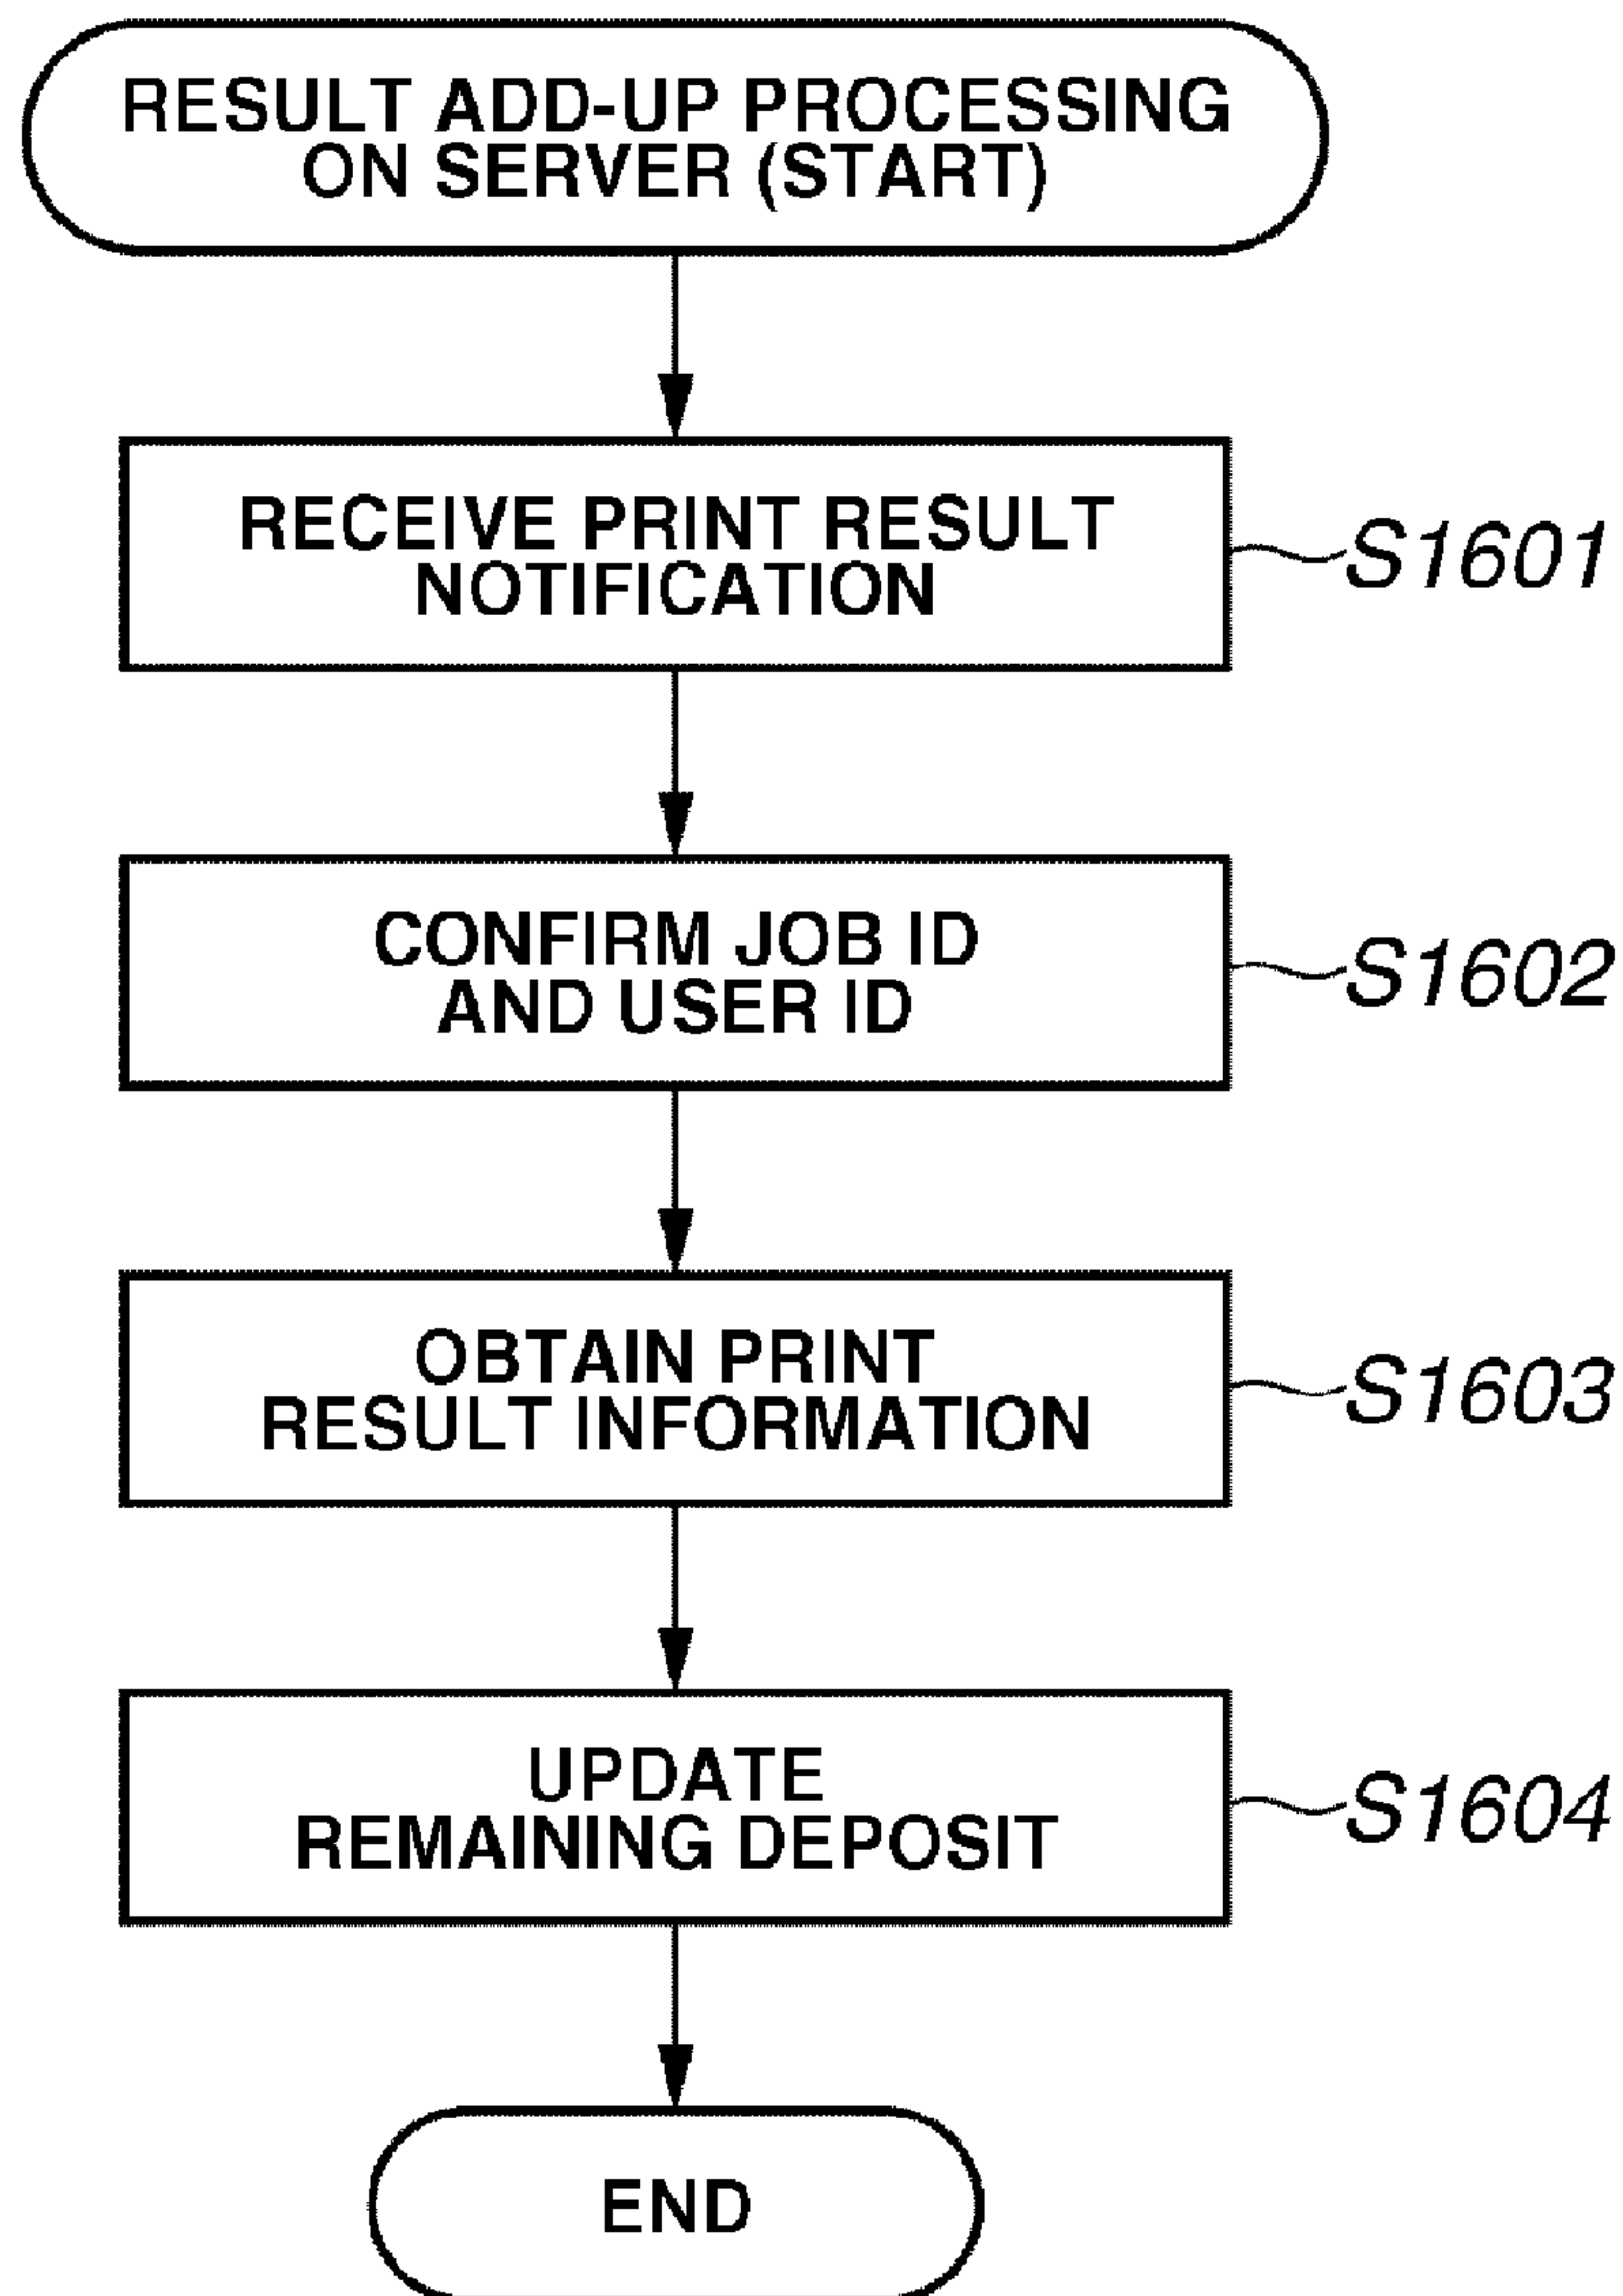 RESULT ADD-UP PROCESSING
ON SERVER (START)
RECEIVE PRINT RESULT
NOTIFICATION
S1601
CONFIRM JOB ID
AND USER ID
S1602
OBTAIN PRINT
RESULT INFORMATION
S1603
UPDATE
REMAINING DEPOSIT
S1604
END